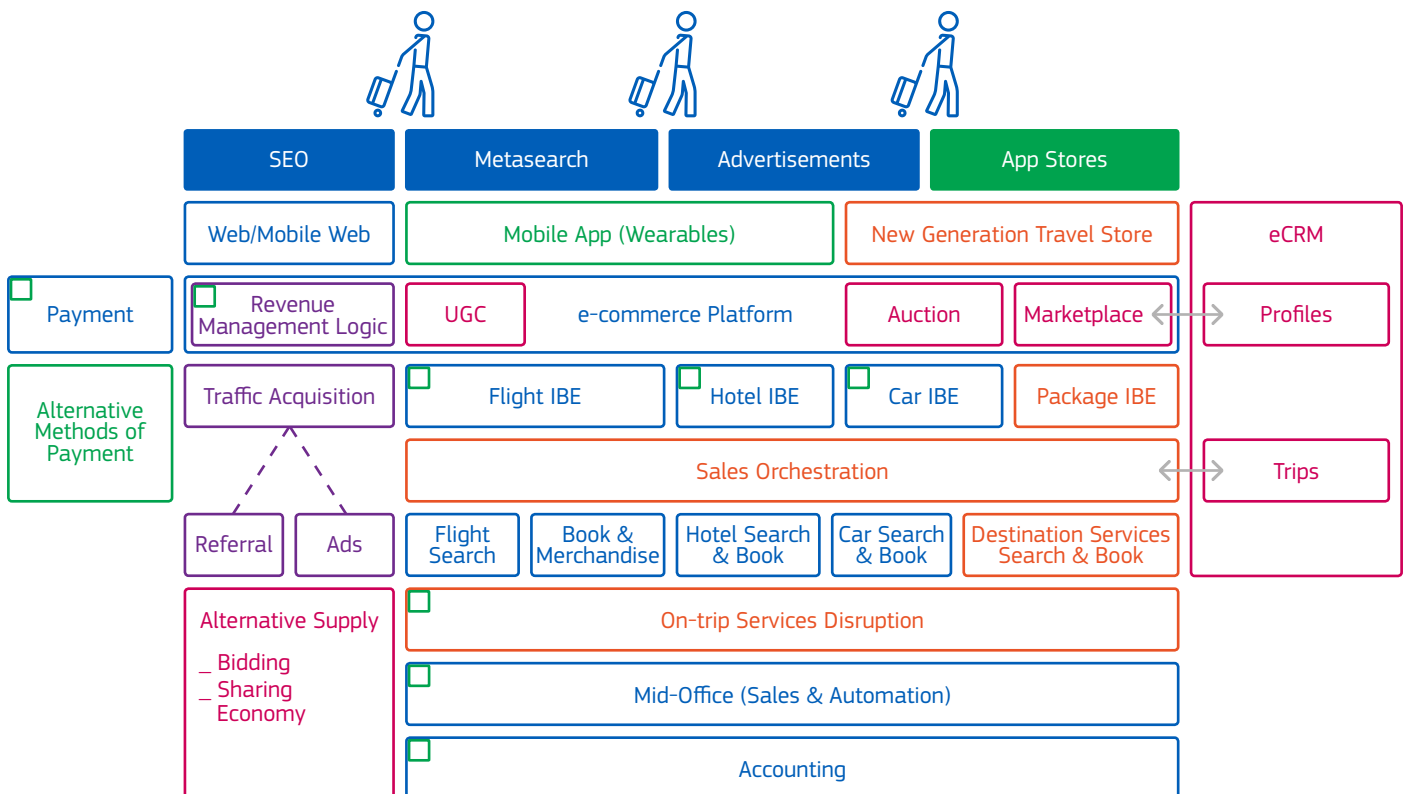 SEO
Metasearch
Advertisements
App Stores
Web/Mobile Web
Mobile App (Wearables)
New Generation Travel Store
eCRM
Payment
Revenue
Management Logic
UGC
e-commerce Platform
Auction
Marketplace
Profiles
Alternative
Methods of
Payment
Traffic Acquisition
Flight IBE
Hotel IBE
Car IBE
Package IBE
Sales Orchestration
Trips
Referral
Ads
Flight
Search
Book &
Merchandise
Hotel Search
& Book
Car Search
& Book
Destination Services
Search & Book
Alternative Supply
_ Bidding
_ Sharing
Economy
On-trip Services Disruption
Mid-Office (Sales & Automation)
Accounting